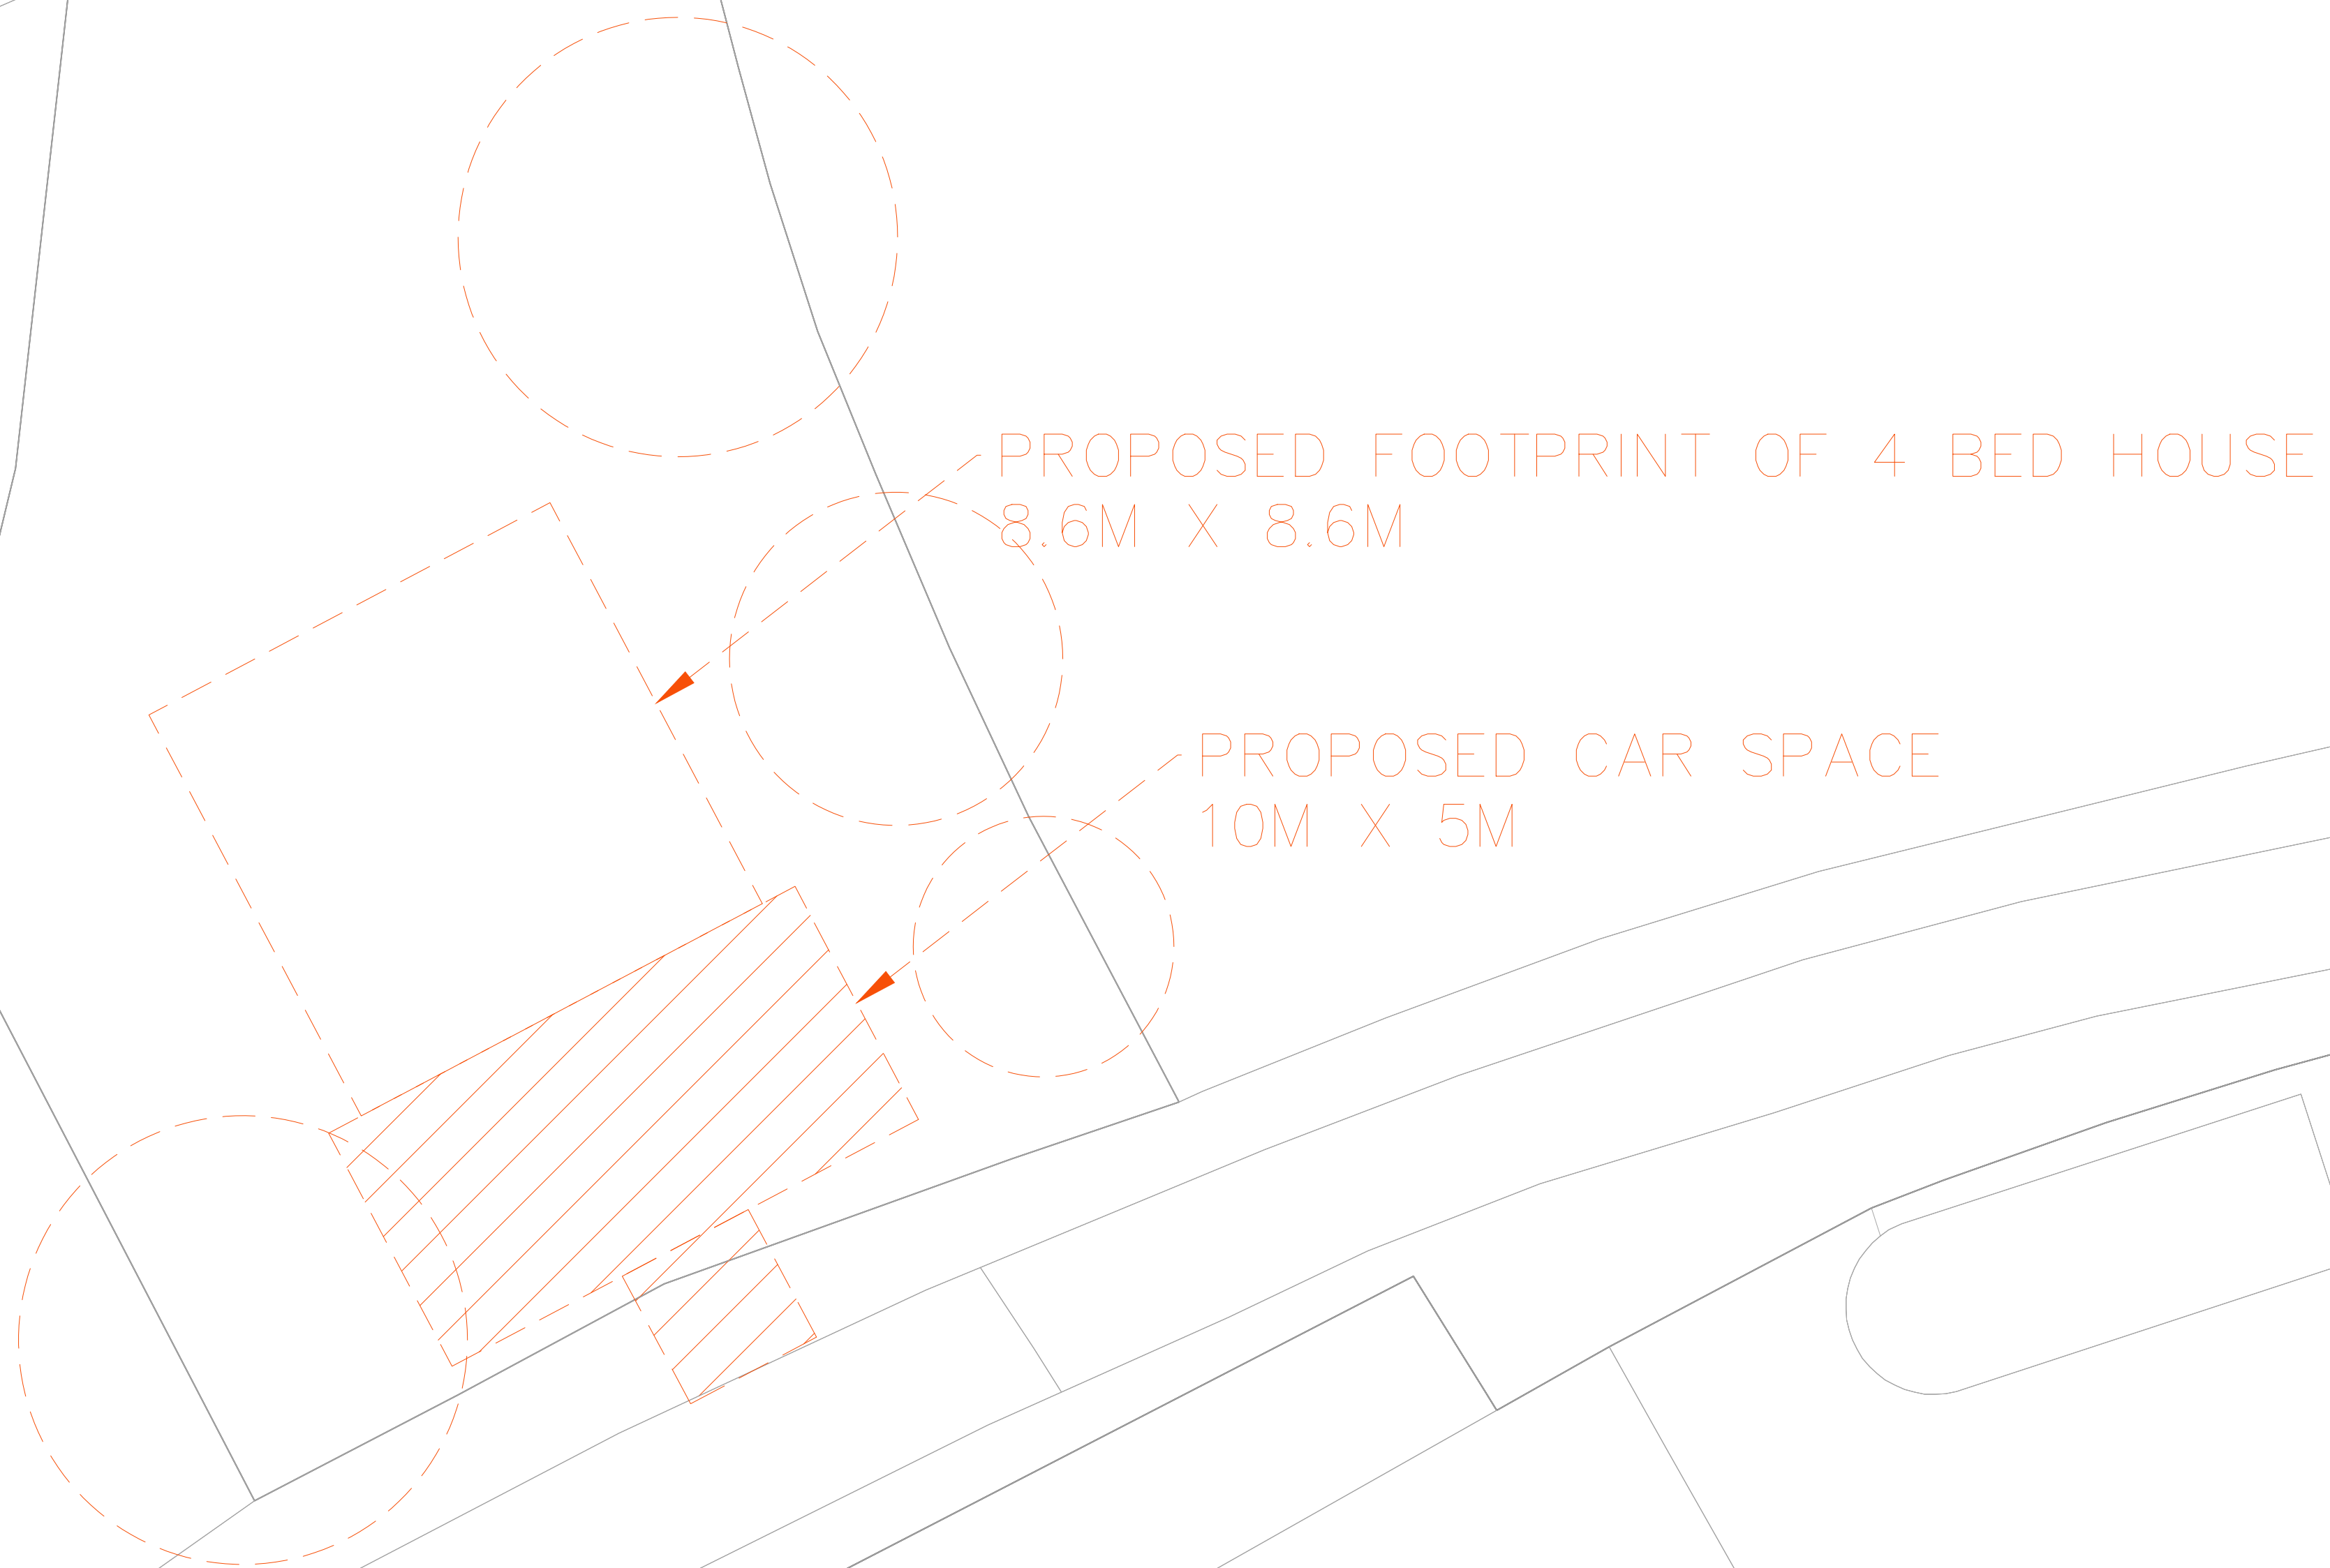 PROPOSED FOOTPRINT OF 4 BED HOUSE
8.6M X 8.6M
PROPOSED CAR SPACE
10M X 5M